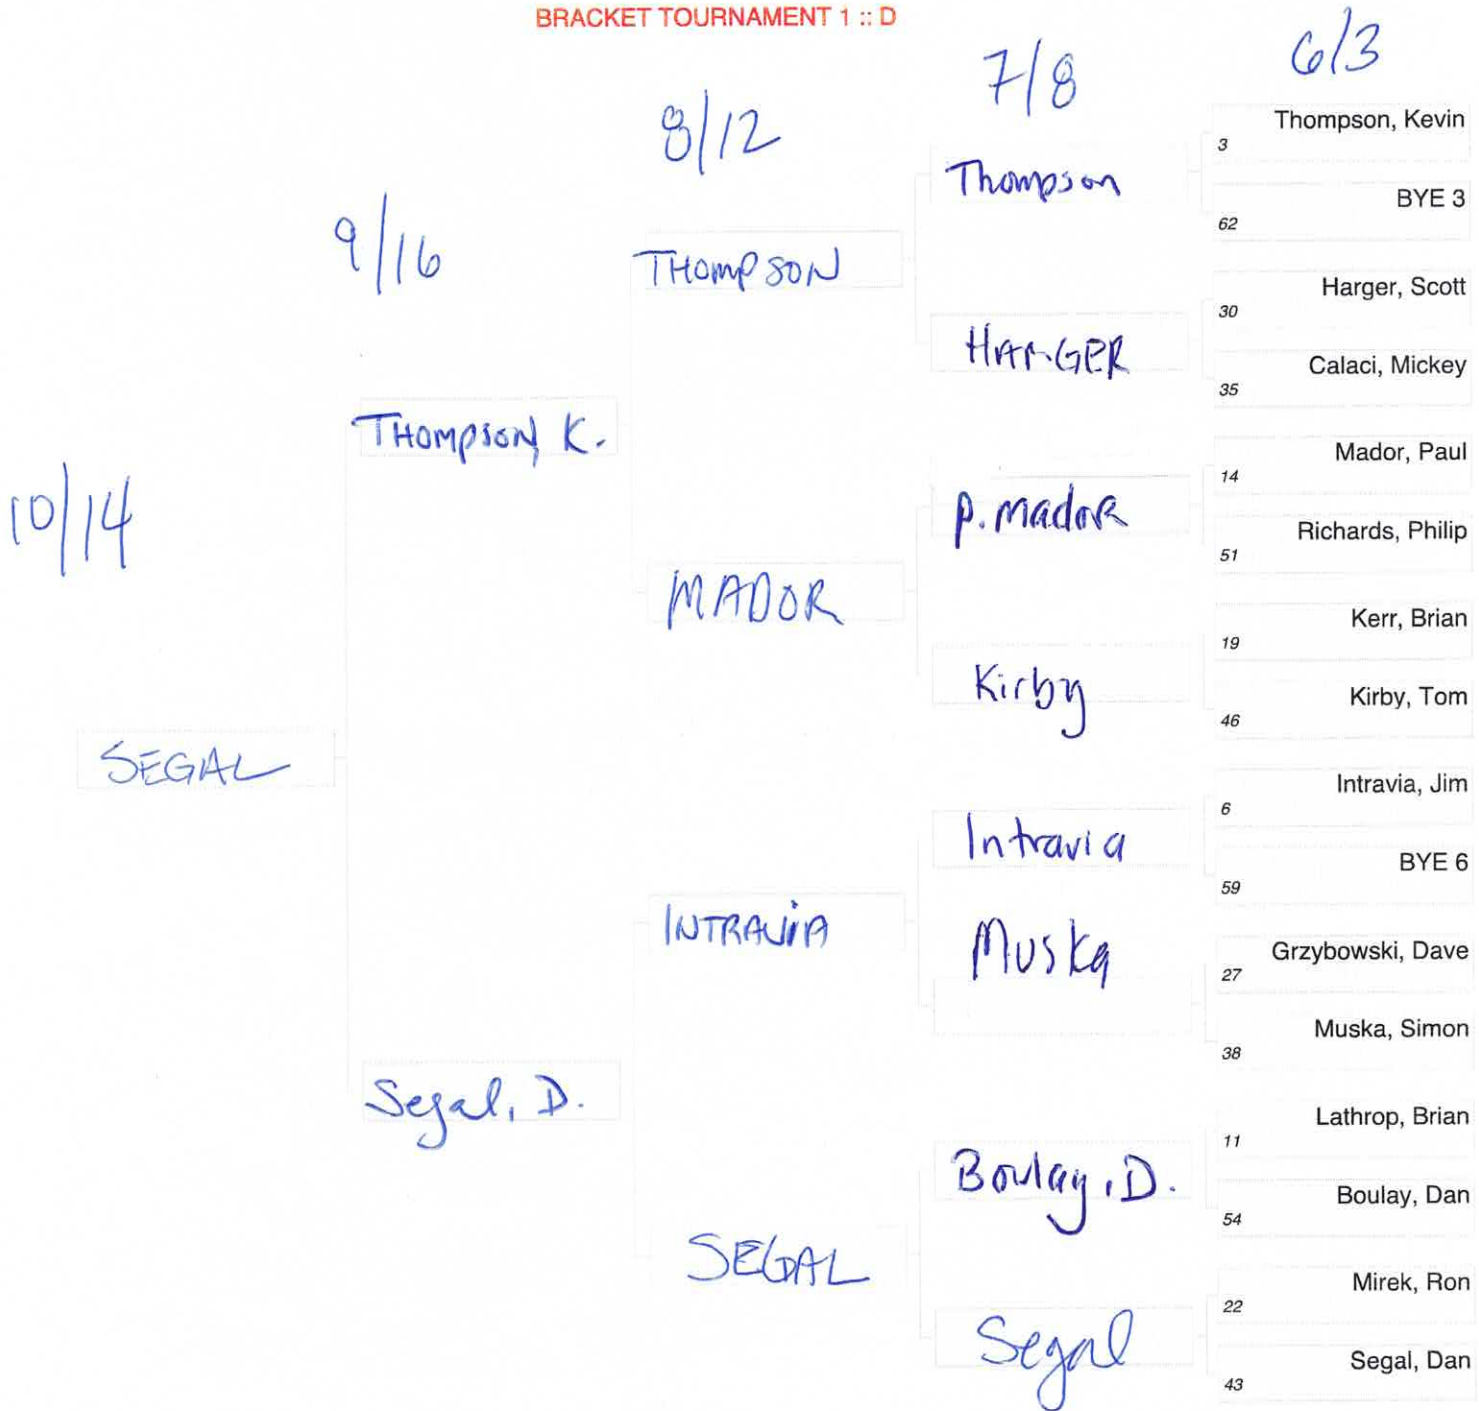 BRACKET TOURNAMENT 1 :: D
6/3
7/8
8/12
9/16
10/14
Thompson, Kevin
3
BYE 3
62
Harger, Scott
30
Calaci, Mickey
35
Mador, Paul
14
Richards, Philip
51
Kerr, Brian
19
Kirby, Tom
46
Intravia, Jim
6
BYE 6
59
Grzybowski, Dave
27
Muska, Simon
38
Lathrop, Brian
11
Boulay, Dan
54
Mirek, Ron
22
Segal, Dan
43
Thompson
HARGER
P. MadoR
Kirby
Intravia
Muska
Boulay, D.
Segal
THOMPSON
MADOR
INTRAViA
SEGAL
THOMPSON, K.
Segal, D.
SEGAL